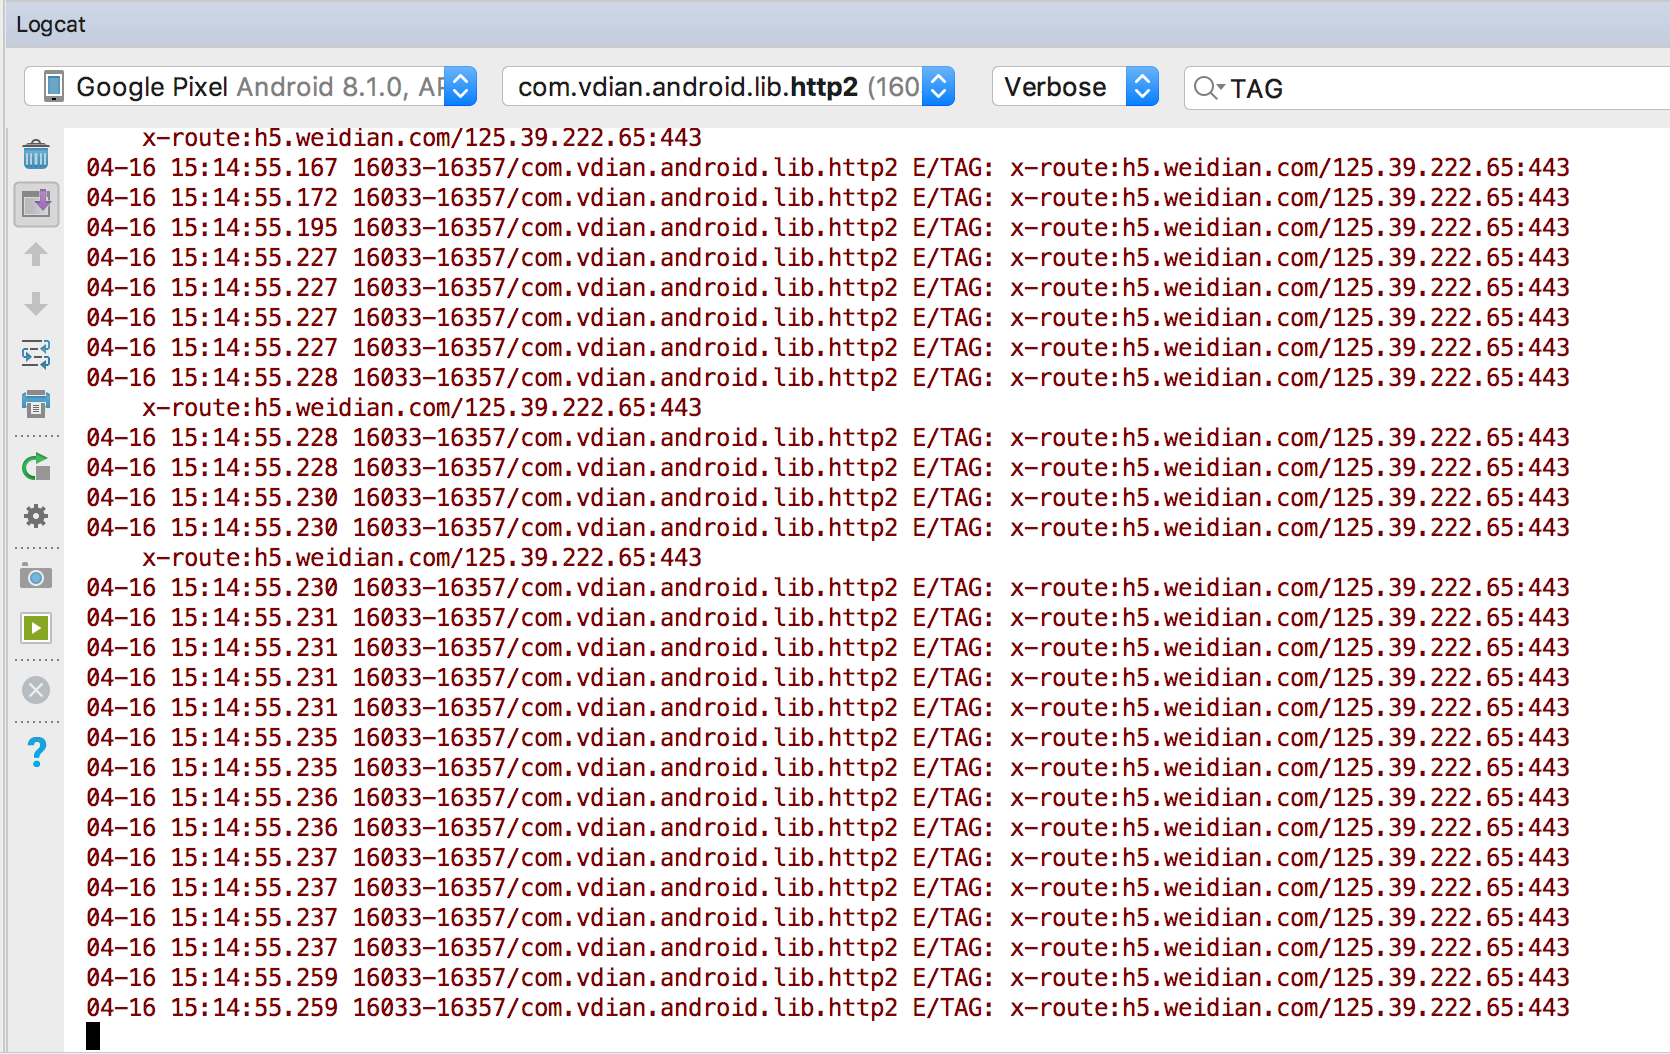 Logcat
Google Pixel Android 8.1.0, AP com.vdian.android.lib.http2 (160 Verbose TAG
x-route:h5.weidian.com/125.39.222.65:443
04-16 15:14:55.167 16033-16357/com.vdian.android.lib.http2 E/TAG: x-route:h5.weidian.com/125.39.222.65:443
04-16 15:14:55.172 16033-16357/com.vdian.android.lib.http2 E/TAG: x-route:h5.weidian.com/125.39.222.65:443
04-16 15:14:55.195 16033-16357/com.vdian.android.lib.http2 E/TAG: x-route:h5.weidian.com/125.39.222.65:443
04-16 15:14:55.227 16033-16357/com.vdian.android.lib.http2 E/TAG: x-route:h5.weidian.com/125.39.222.65:443
04-16 15:14:55.227 16033-16357/com.vdian.android.lib.http2 E/TAG: x-route:h5.weidian.com/125.39.222.65:443
04-16 15:14:55.227 16033-16357/com.vdian.android.lib.http2 E/TAG: x-route:h5.weidian.com/125.39.222.65:443
04-16 15:14:55.227 16033-16357/com.vdian.android.lib.http2 E/TAG: x-route:h5.weidian.com/125.39.222.65:443
04-16 15:14:55.228 16033-16357/com.vdian.android.lib.http2 E/TAG: x-route:h5.weidian.com/125.39.222.65:443
x-route:h5.weidian.com/125.39.222.65:443
04-16 15:14:55.228 16033-16357/com.vdian.android.lib.http2 E/TAG: x-route:h5.weidian.com/125.39.222.65:443
04-16 15:14:55.228 16033-16357/com.vdian.android.lib.http2 E/TAG: x-route:h5.weidian.com/125.39.222.65:443
04-16 15:14:55.230 16033-16357/com.vdian.android.lib.http2 E/TAG: x-route:h5.weidian.com/125.39.222.65:443
04-16 15:14:55.230 16033-16357/com.vdian.android.lib.http2 E/TAG: x-route:h5.weidian.com/125.39.222.65:443
x-route:h5.weidian.com/125.39.222.65:443
04-16 15:14:55.230 16033-16357/com.vdian.android.lib.http2 E/TAG: x-route:h5.weidian.com/125.39.222.65:443
04-16 15:14:55.231 16033-16357/com.vdian.android.lib.http2 E/TAG: x-route:h5.weidian.com/125.39.222.65:443
04-16 15:14:55.231 16033-16357/com.vdian.android.lib.http2 E/TAG: x-route:h5.weidian.com/125.39.222.65:443
04-16 15:14:55.231 16033-16357/com.vdian.android.lib.http2 E/TAG: x-route:h5.weidian.com/125.39.222.65:443
04-16 15:14:55.231 16033-16357/com.vdian.android.lib.http2 E/TAG: x-route:h5.weidian.com/125.39.222.65:443
04-16 15:14:55.235 16033-16357/com.vdian.android.lib.http2 E/TAG: x-route:h5.weidian.com/125.39.222.65:443
04-16 15:14:55.235 16033-16357/com.vdian.android.lib.http2 E/TAG: x-route:h5.weidian.com/125.39.222.65:443
04-16 15:14:55.236 16033-16357/com.vdian.android.lib.http2 E/TAG: x-route:h5.weidian.com/125.39.222.65:443
04-16 15:14:55.236 16033-16357/com.vdian.android.lib.http2 E/TAG: x-route:h5.weidian.com/125.39.222.65:443
04-16 15:14:55.237 16033-16357/com.vdian.android.lib.http2 E/TAG: x-route:h5.weidian.com/125.39.222.65:443
04-16 15:14:55.237 16033-16357/com.vdian.android.lib.http2 E/TAG: x-route:h5.weidian.com/125.39.222.65:443
04-16 15:14:55.237 16033-16357/com.vdian.android.lib.http2 E/TAG: x-route:h5.weidian.com/125.39.222.65:443
04-16 15:14:55.237 16033-16357/com.vdian.android.lib.http2 E/TAG: x-route:h5.weidian.com/125.39.222.65:443
04-16 15:14:55.259 16033-16357/com.vdian.android.lib.http2 E/TAG: x-route:h5.weidian.com/125.39.222.65:443
04-16 15:14:55.259 16033-16357/com.vdian.android.lib.http2 E/TAG: x-route:h5.weidian.com/125.39.222.65:443